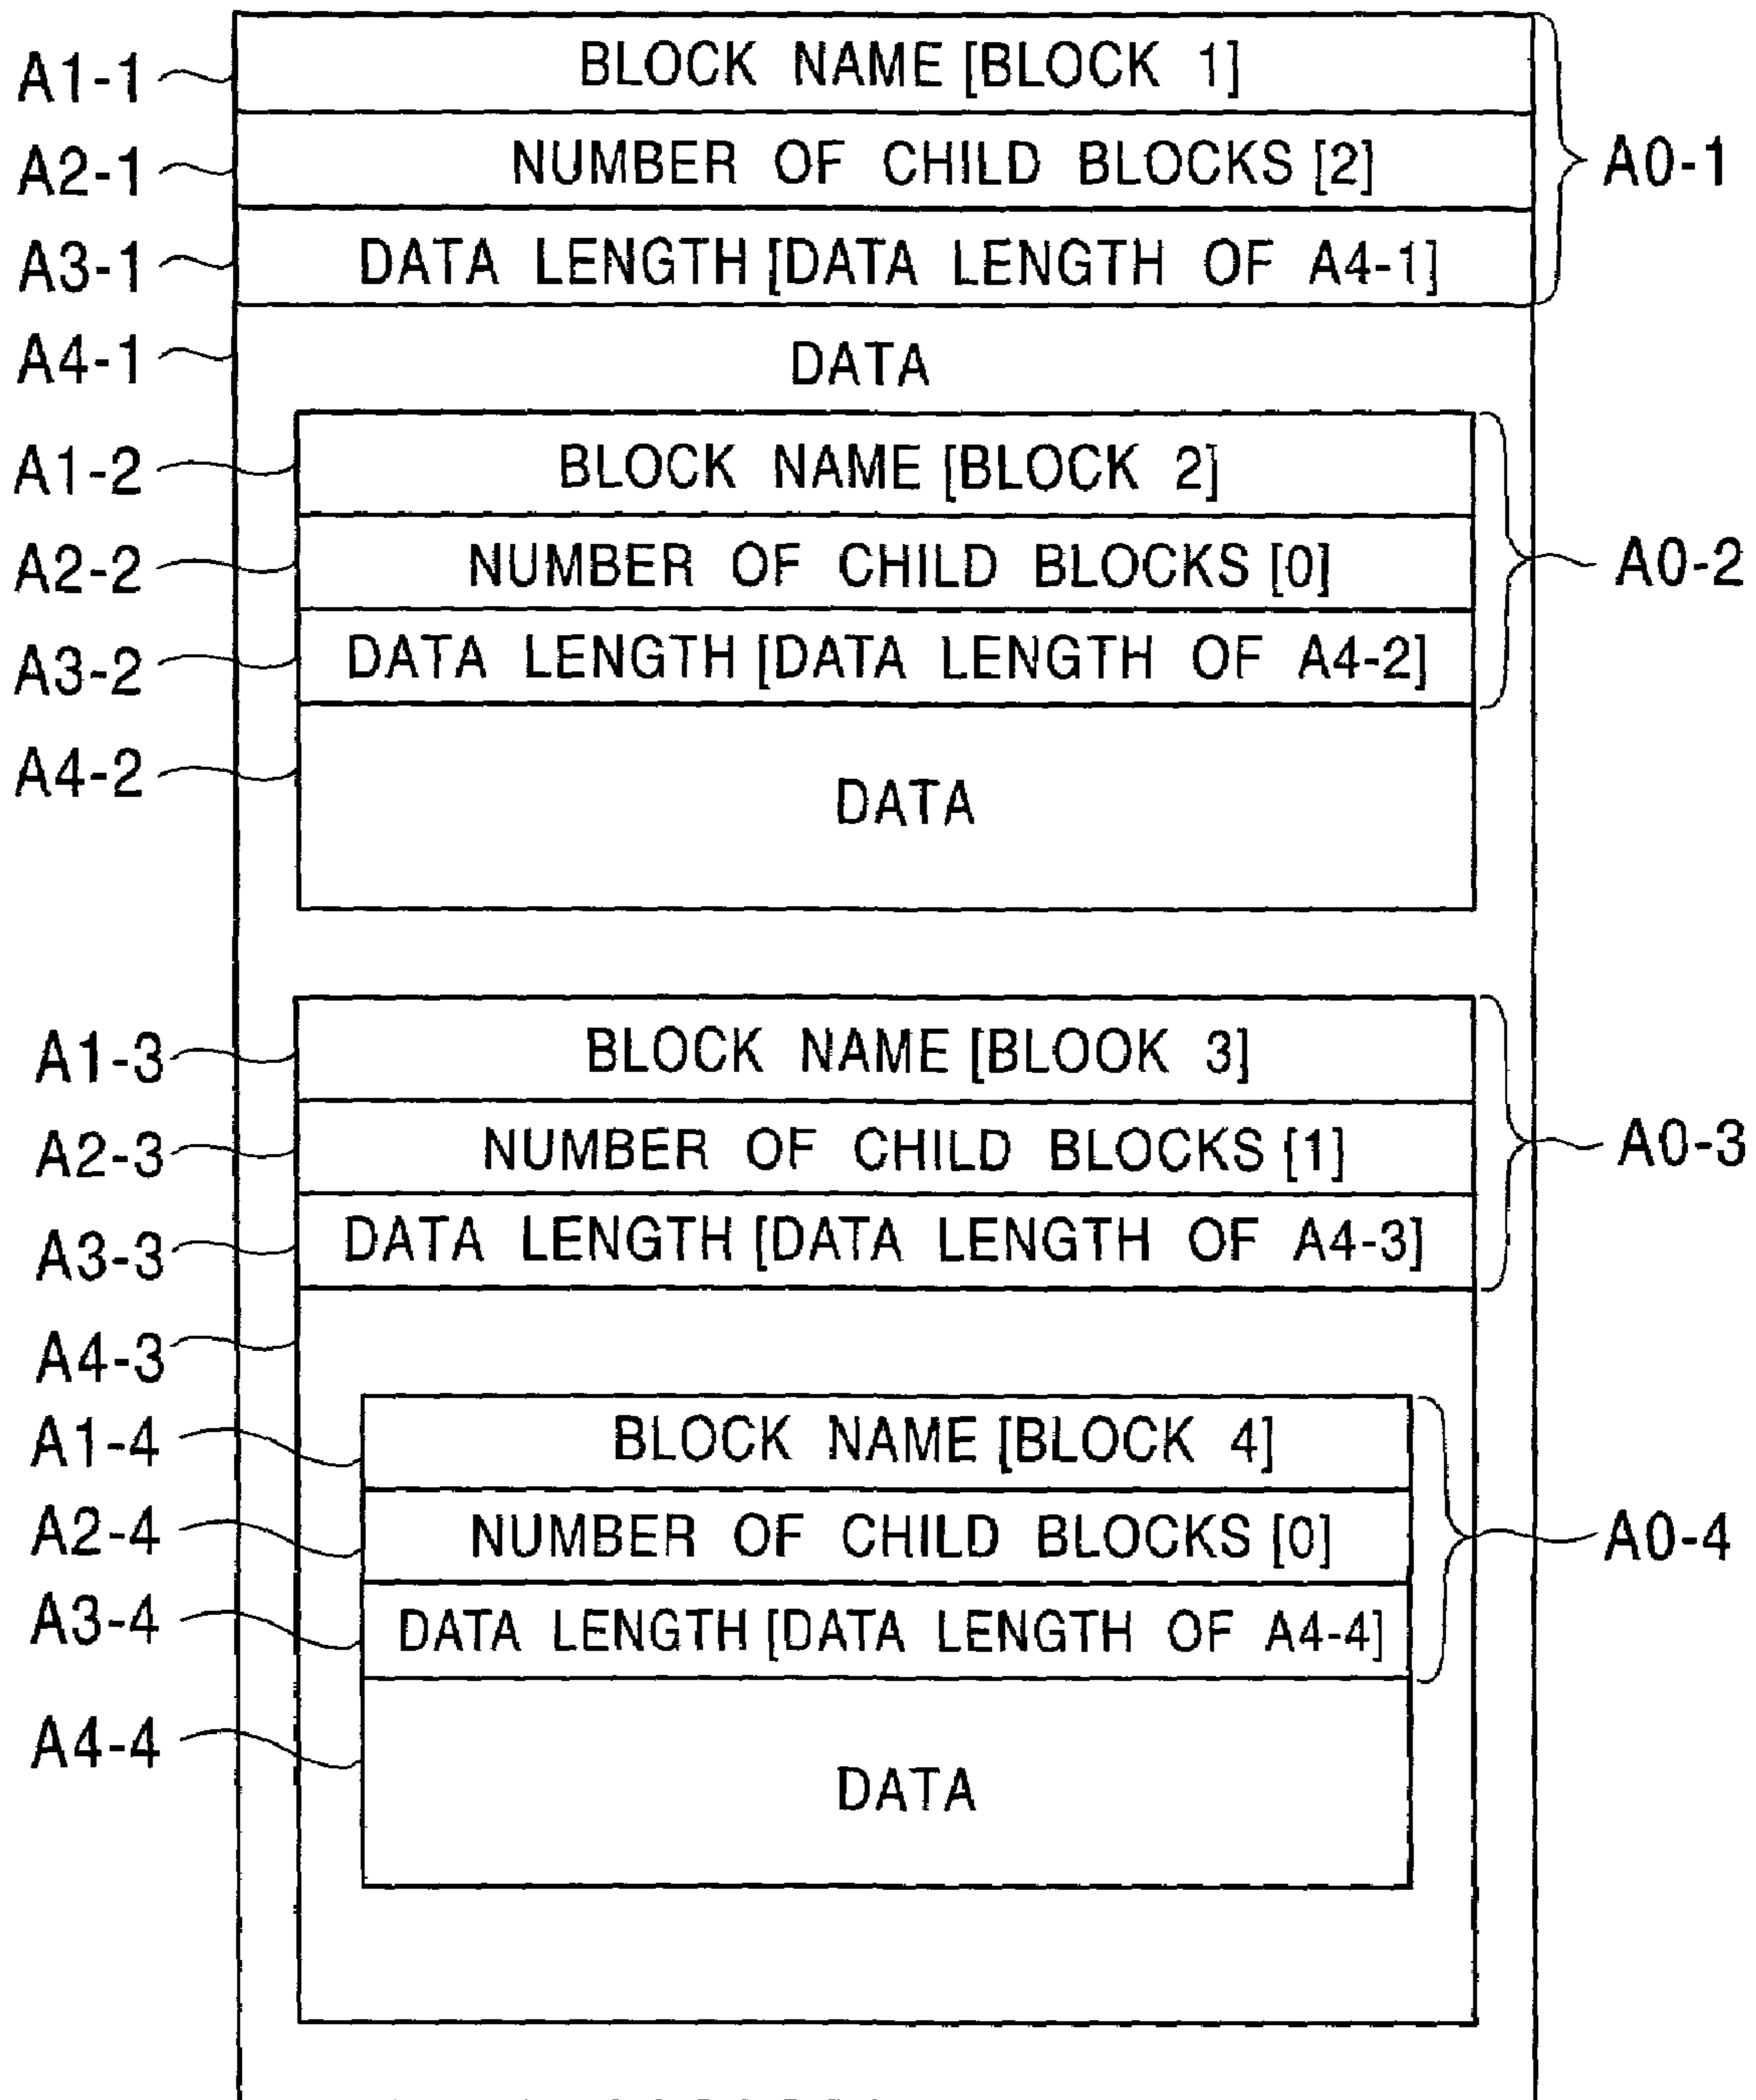 A1-1 BLOCK NAME [BLOCK 1]
A2-1 NUMBER OF CHILD BLOCKS [2] A0-1
A3-1 DATA LENGTH [DATA LENGTH OF A4-1]
A4-1 DATA
A1-2 BLOCK NAME [BLOCK 2]
A2-2 NUMBER OF CHILD BLOCKS [0] A0-2
A3-2 DATA LENGTH [DATA LENGTH OF A4-2]
A4-2 DATA
A1-3 BLOCK NAME [BLOOK 3]
A2-3 NUMBER OF CHILD BLOCKS [1] A0-3
A3-3 DATA LENGTH [DATA LENGTH OF A4-3]
A4-3
A1-4 BLOCK NAME [BLOCK 4]
A2-4 NUMBER OF CHILD BLOCKS [0] A0-4
A3-4 DATA LENGTH [DATA LENGTH OF A4-4]
A4-4 DATA